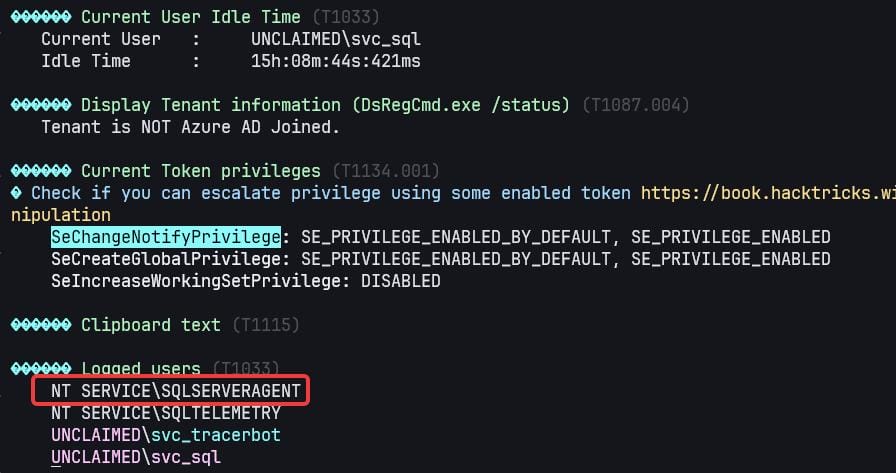 ������ Current User Idle Time (T1033)
Current User : UNCLAIMED\svc_sql
Idle Time : 15h:08m:44s:421ms
������ Display Tenant information (DsRegCmd.exe /status) (T1087.004)
Tenant is NOT Azure AD Joined.
������ Current Token privileges (T1134.001)
� Check if you can escalate privilege using some enabled token https://book.hacktricks.wi
nipulation
SeChangeNotifyPrivilege: SE_PRIVILEGE_ENABLED_BY_DEFAULT, SE_PRIVILEGE_ENABLED
SeCreateGlobalPrivilege: SE_PRIVILEGE_ENABLED_BY_DEFAULT, SE_PRIVILEGE_ENABLED
SeIncreaseWorkingSetPrivilege: DISABLED
������ Clipboard text (T1115)
������ Logged users (T1033)
NT SERVICE\SQLSERVERAGENT
NT SERVICE\SQLTELEMETRY
UNCLAIMED\svc_tracerbot
UNCLAIMED\svc_sql